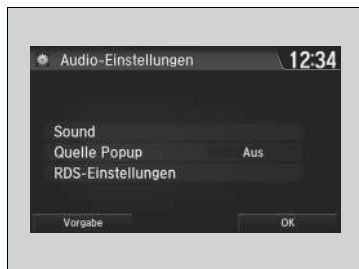 Audio-Einstellungen 12:34
Sound
Quelle Popup Aus
RDS-Einstellungen
Vorgabe OK